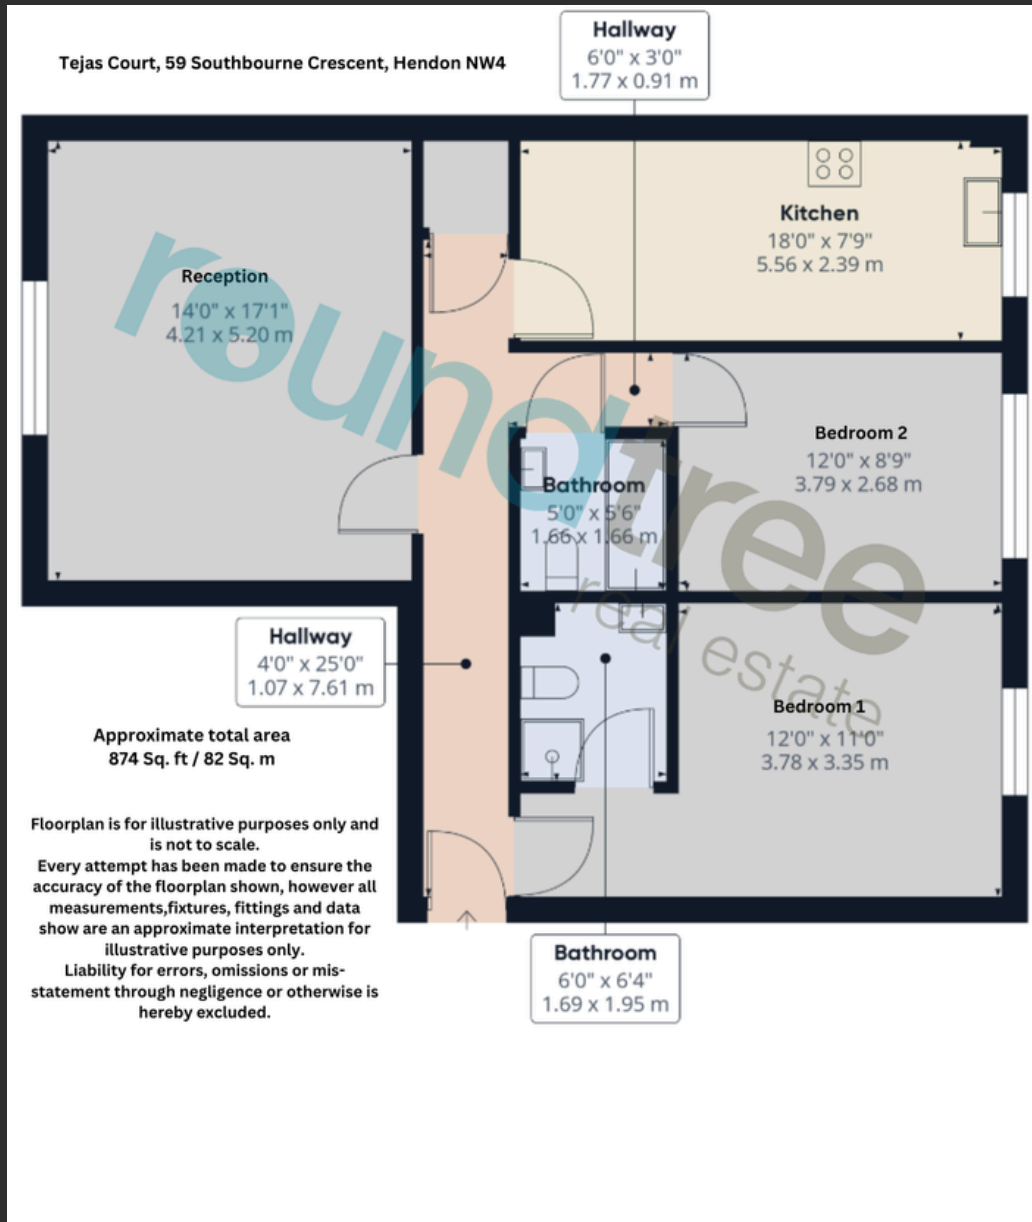 Tejas Court, 59 Southbourne Crescent, Hendon NW4
Hallway
6'0" x 3'0"
1.77 x 0.91 m
Kitchen
18'0" x 7'9"
5.56 x 2.39 m
Reception
14'0" x 17'1"
4.21 x 5.20 m
Bedroom 2
12'0" x 8'9"
3.79 x 2.68 m
Bathroom
5'0" x 5'6"
1.66 x 1.66 m
roundtree
real estate
Hallway
4'0" x 25'0"
1.07 x 7.61 m
Bedroom 1
12'0" x 11'0"
3.78 x 3.35 m
Approximate total area
874 Sq. ft / 82 Sq. m
Floorplan is for illustrative purposes only and
is not to scale.
Every attempt has been made to ensure the
accuracy of the floorplan shown, however all
measurements,fixtures, fittings and data
show are an approximate interpretation for
illustrative purposes only.
Liability for errors, omissions or mis-
statement through negligence or otherwise is
hereby excluded.
Bathroom
6'0" x 6'4"
1.69 x 1.95 m